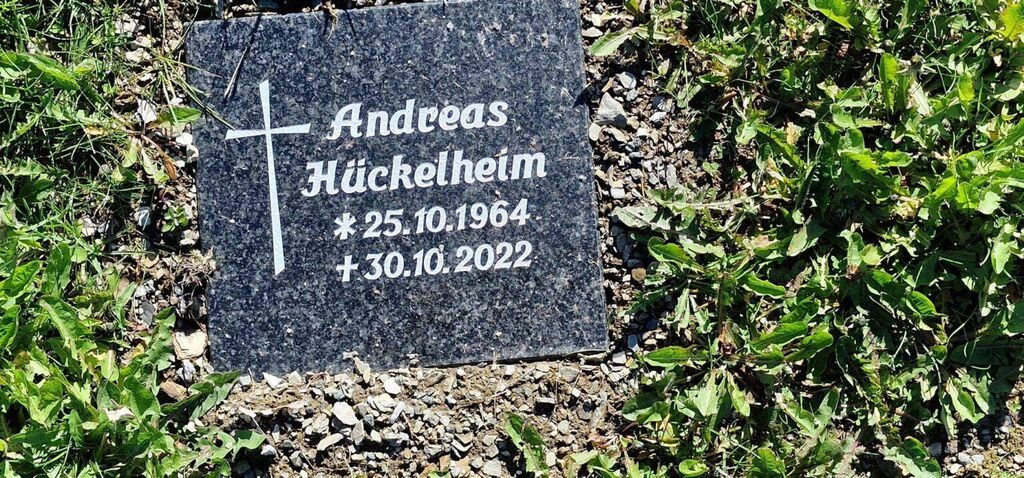 Andreas
Hückelheim
*25.10.1964
+30.10.2022